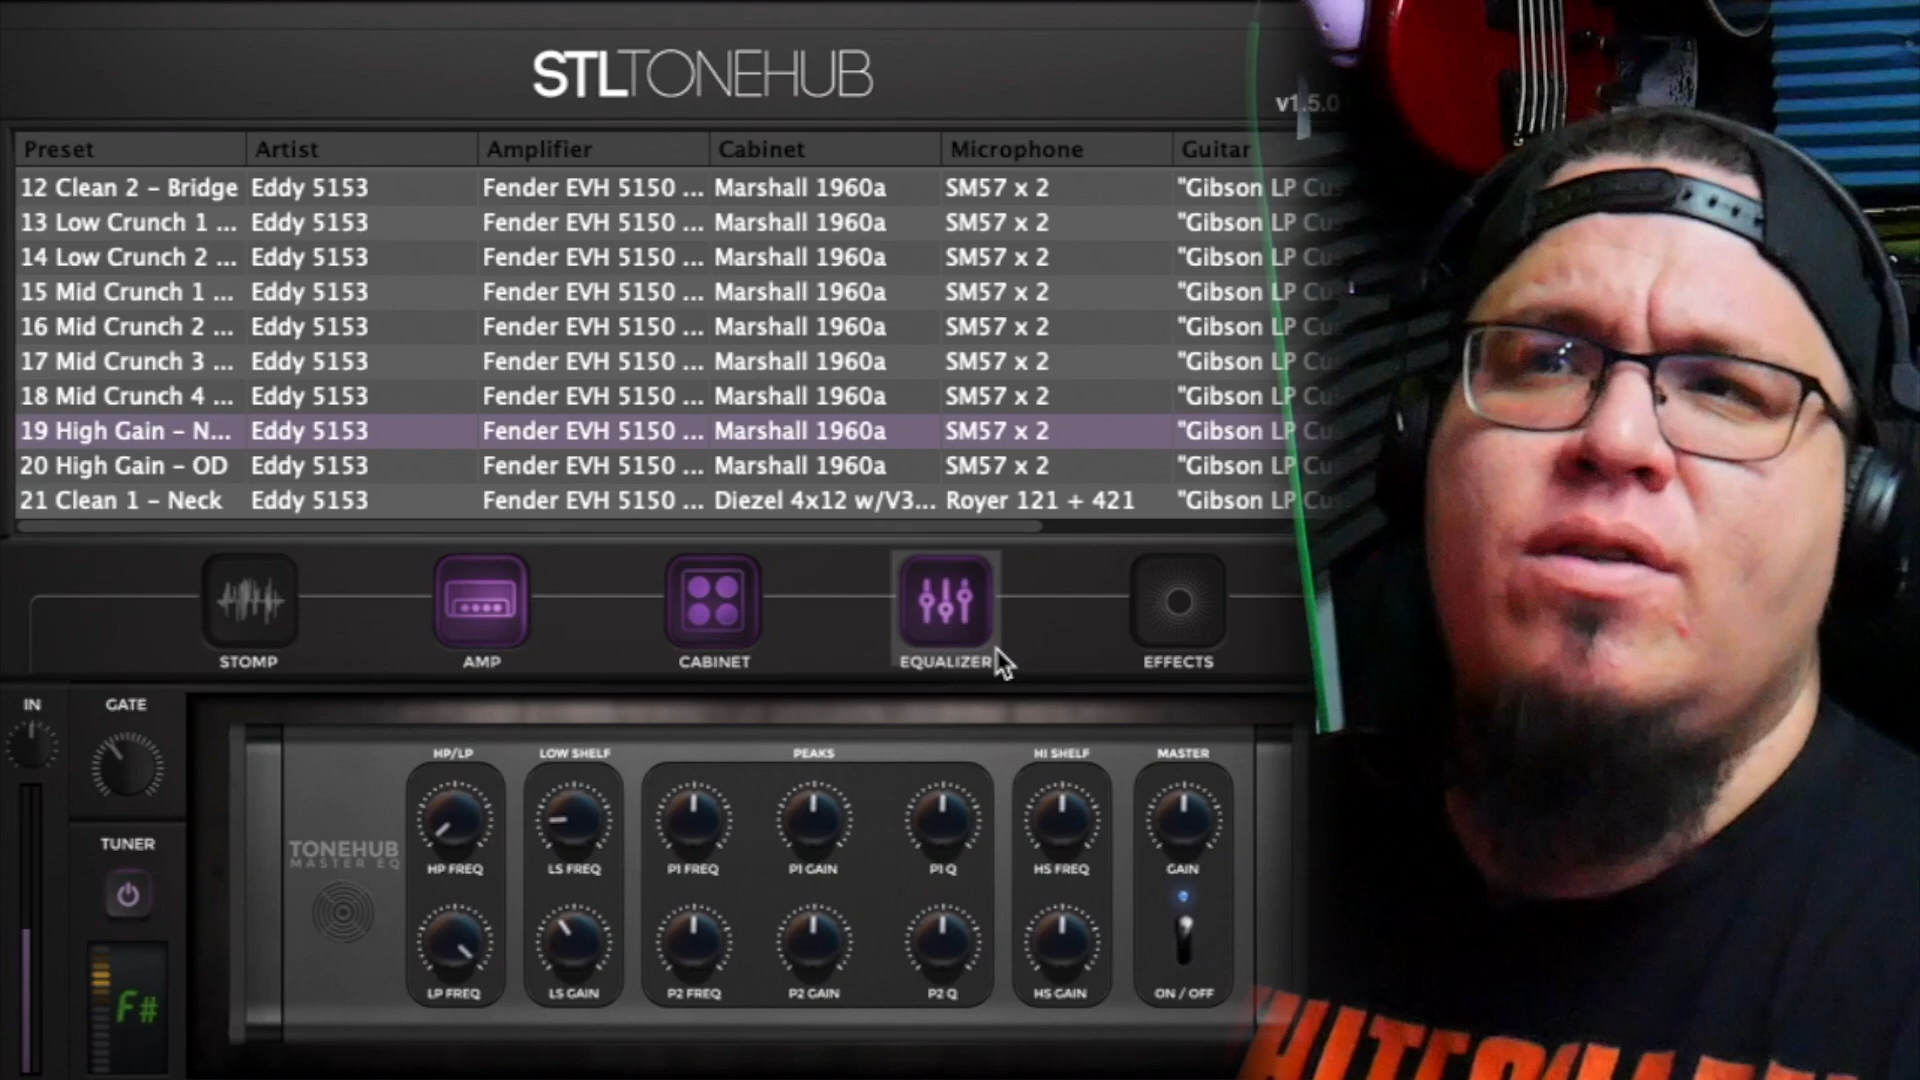 STLTONEHUB
v1.5.0
Preset Artist Amplifier Cabinet Microphone Guitar
12 Clean 2 – Bridge Eddy 5153 Fender EVH 5150 ... Marshall 1960a SM57 x 2 "Gibson LP Cu
13 Low Crunch 1 ... Eddy 5153 Fender EVH 5150 ... Marshall 1960a SM57 x 2 "Gibson LP Cu
14 Low Crunch 2 ... Eddy 5153 Fender EVH 5150 ... Marshall 1960a SM57 x 2 "Gibson LP Cu
15 Mid Crunch 1 ... Eddy 5153 Fender EVH 5150 ... Marshall 1960a SM57 x 2 "Gibson LP Cu
16 Mid Crunch 2 ... Eddy 5153 Fender EVH 5150 ... Marshall 1960a SM57 x 2 "Gibson LP Cu
17 Mid Crunch 3 ... Eddy 5153 Fender EVH 5150 ... Marshall 1960a SM57 x 2 "Gibson LP Cu
18 Mid Crunch 4 ... Eddy 5153 Fender EVH 5150 ... Marshall 1960a SM57 x 2 "Gibson LP Cu
19 High Gain – N... Eddy 5153 Fender EVH 5150 ... Marshall 1960a SM57 x 2 "Gibson LP Cu
20 High Gain – OD Eddy 5153 Fender EVH 5150 ... Marshall 1960a SM57 x 2 "Gibson LP Cu
21 Clean 1 – Neck Eddy 5153 Fender EVH 5150 ... Diezel 4x12 w/V3... Royer 121 + 421 "Gibson LP Cu
STOMP AMP CABINET EQUALIZER EFFECTS
IN GATE
HP/LP LOW SHELF PEAKS HI SHELF MASTER
TUNER
TONEHUB
MASTER EQ
HP FREQ LS FREQ P1 FREQ P1 GAIN P1 Q HS FREQ GAIN
LP FREQ LS GAIN P2 FREQ P2 GAIN P2 Q HS GAIN ON / OFF
F#